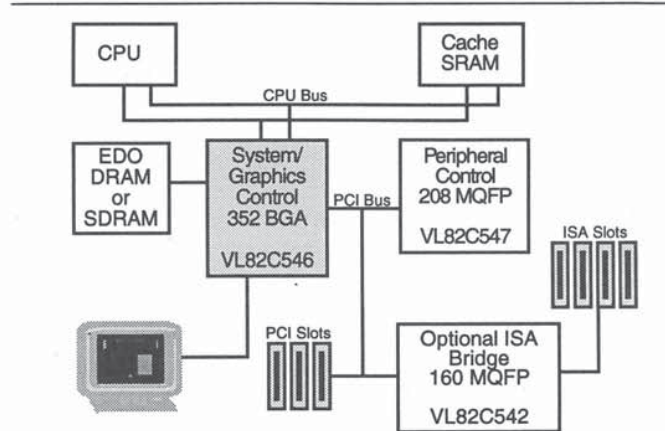 CPU
Cache
SRAM
CPU Bus
EDO
DRAM
or
SDRAM
System/
Graphics
Control
352 BGA
VL82C546
PCI Bus
Peripheral
Control
208 MQFP
VL82C547
ISA Slots
PCI Slots
Optional ISA
Bridge
160 MQFP
VL82C542